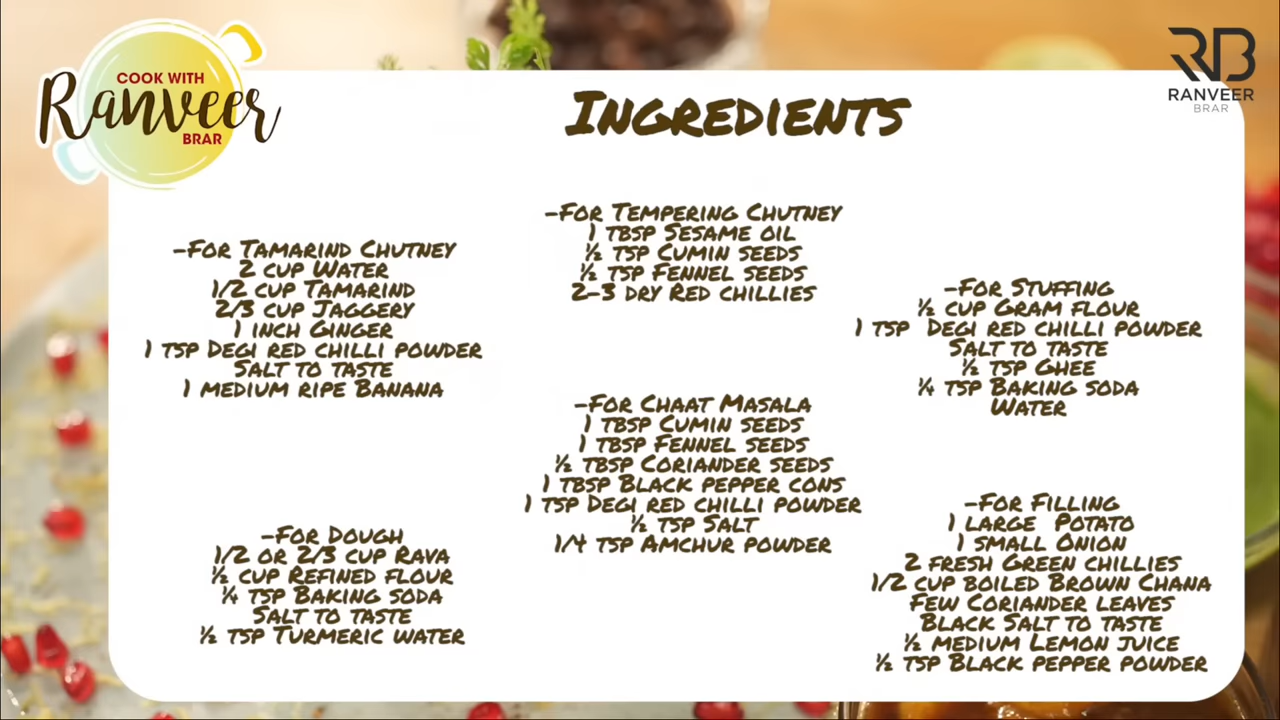 COOK WITH
Ranveer
BRAR
RB
RANVEER
BRAR
Ingredients
-For Tamarind Chutney
2 cup Water
1/2 cup Tamarind
2/3 cup Jaggery
1 inch Ginger
1 tsp Degi red chilli powder
Salt to taste
1 medium ripe Banana
-For Dough
1/2 or 2/3 cup Rava
½ cup Refined flour
¼ tsp Baking soda
Salt to taste
½ tsp Turmeric water
-For Tempering Chutney
1 tbsp Sesame oil
½ tsp Cumin seeds
½ tsp Fennel seeds
2-3 dry Red chillies
-For Chaat Masala
1 tbsp Cumin seeds
1 tbsp Fennel seeds
½ tbsp Coriander seeds
1 tbsp Black pepper cons
1 tsp Degi red chilli powder
½ tsp Salt
1/4 tsp Amchur powder
-For Stuffing
½ cup Gram flour
1 tsp Degi red chilli powder
Salt to taste
½ tsp Ghee
¼ tsp Baking soda
Water
-For Filling
1 large Potato
1 small Onion
2 fresh Green chillies
1/2 cup boiled Brown Chana
Few Coriander leaves
Black Salt to taste
½ medium Lemon juice
½ tsp Black pepper powder